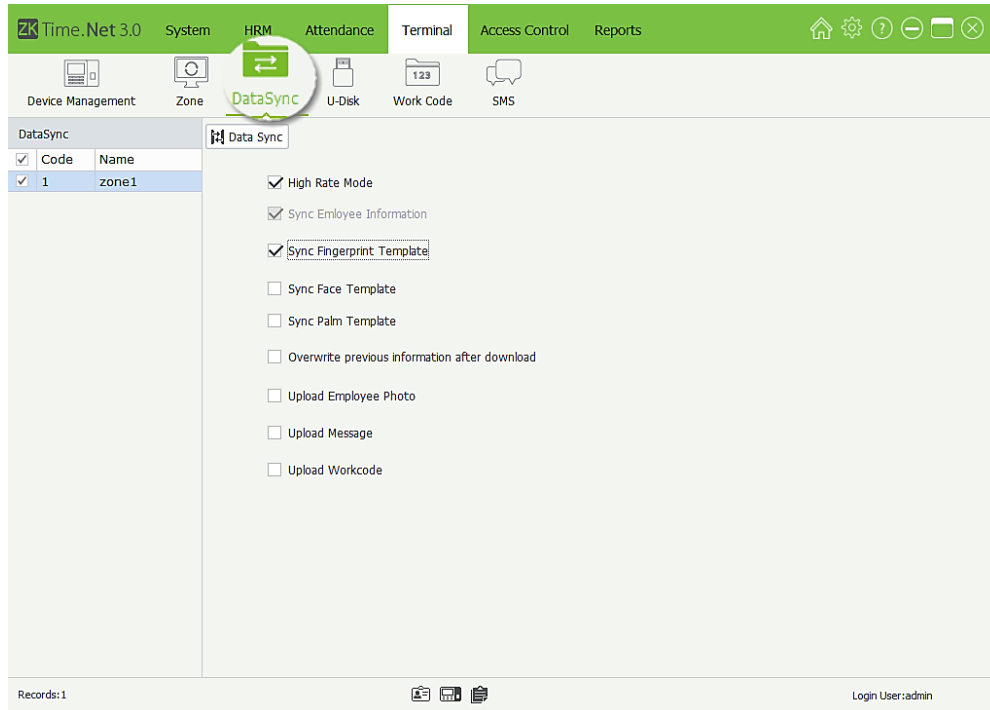 ZK Time.Net 3.0 System HRM Attendance Terminal Access Control Reports
Device Management Zone DataSync U-Disk 123 Work Code SMS
DataSync
Data Sync
Code Name
1 zone1
High Rate Mode
Sync Emloyee Information
Sync Fingerprint Template
Sync Face Template
Sync Palm Template
Overwrite previous information after download
Upload Employee Photo
Upload Message
Upload Workcode
Records:1
Login User:admin